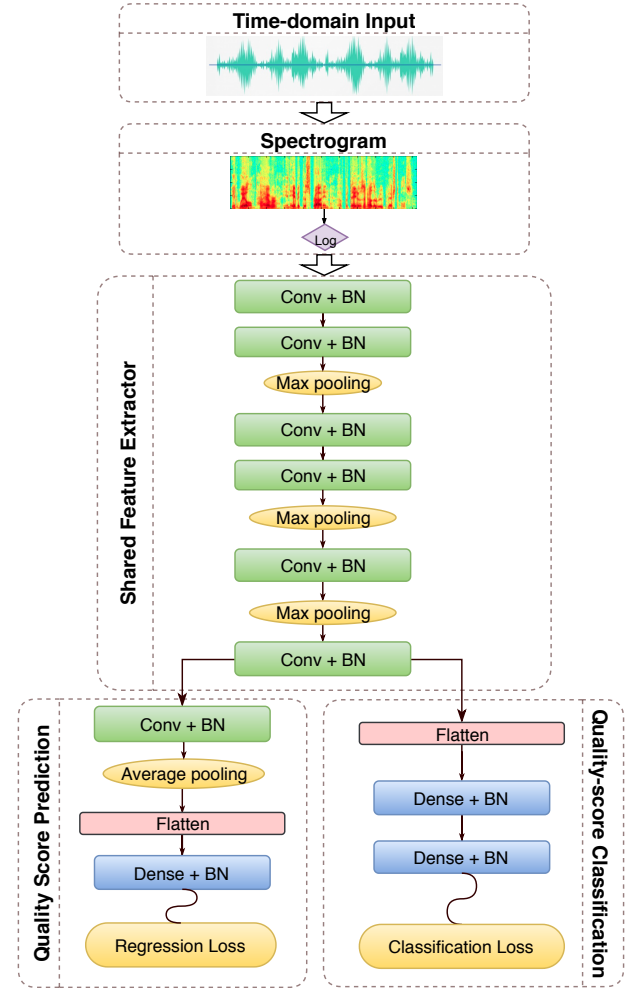 Time-domain Input
Spectrogram
Log
Shared Feature Extractor
Conv + BN
Conv + BN
Max pooling
Conv + BN
Conv + BN
Max pooling
Conv + BN
Max pooling
Conv + BN
Quality Score Prediction
Conv + BN
Average pooling
Flatten
Dense + BN
Regression Loss
Quality-score Classification
Flatten
Dense + BN
Dense + BN
Classification Loss